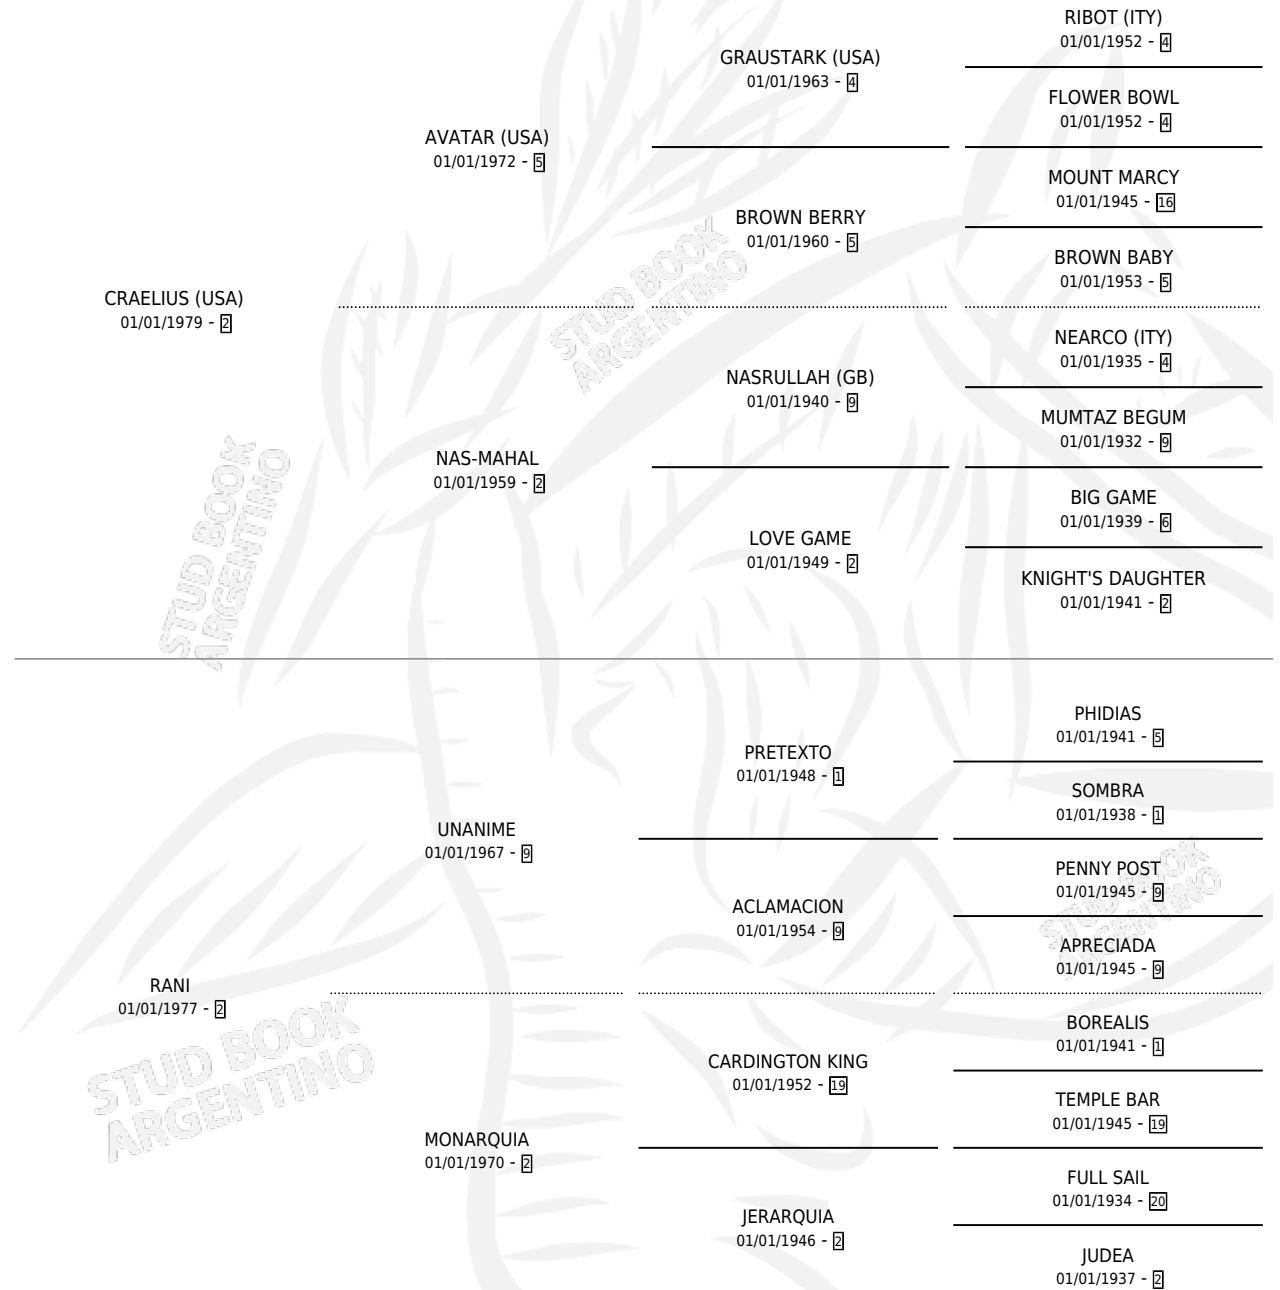 RIBOT (ITY)
01/01/1952 - 4
GRAUSTARK (USA)
01/01/1963 - 4
FLOWER BOWL
01/01/1952 - 4
AVATAR (USA)
01/01/1972 - 5
MOUNT MARCY
01/01/1945 - 16
BROWN BERRY
01/01/1960 - 5
BROWN BABY
01/01/1953 - 5
CRAELIUS (USA)
01/01/1979 - 2
STUD BOOK
ARGENTINO
NEARCO (ITY)
01/01/1935 - 4
NASRULLAH (GB)
01/01/1940 - 9
MUMTAZ BEGUM
01/01/1932 - 9
NAS-MAHAL
01/01/1959 - 2
BIG GAME
01/01/1939 - 6
LOVE GAME
01/01/1949 - 2
KNIGHT'S DAUGHTER
01/01/1941 - 2
STUD BOOK
ARGENTINO
PHIDIAS
01/01/1941 - 5
PRETEXTO
01/01/1948 - 1
SOMBRA
01/01/1938 - 1
UNANIME
01/01/1967 - 9
PENNY POST
01/01/1945 - 9
ACLAMACION
01/01/1954 - 9
STUD BOOK
ARGENTINO
APRECIADA
01/01/1945 - 9
RANI
01/01/1977 - 2
BOREALIS
01/01/1941 - 1
CARDINGTON KING
01/01/1952 - 19
STUD BOOK
ARGENTINO
TEMPLE BAR
01/01/1945 - 19
MONARQUIA
01/01/1970 - 2
FULL SAIL
01/01/1934 - 20
JERARQUIA
01/01/1946 - 2
JUDEA
01/01/1937 - 2